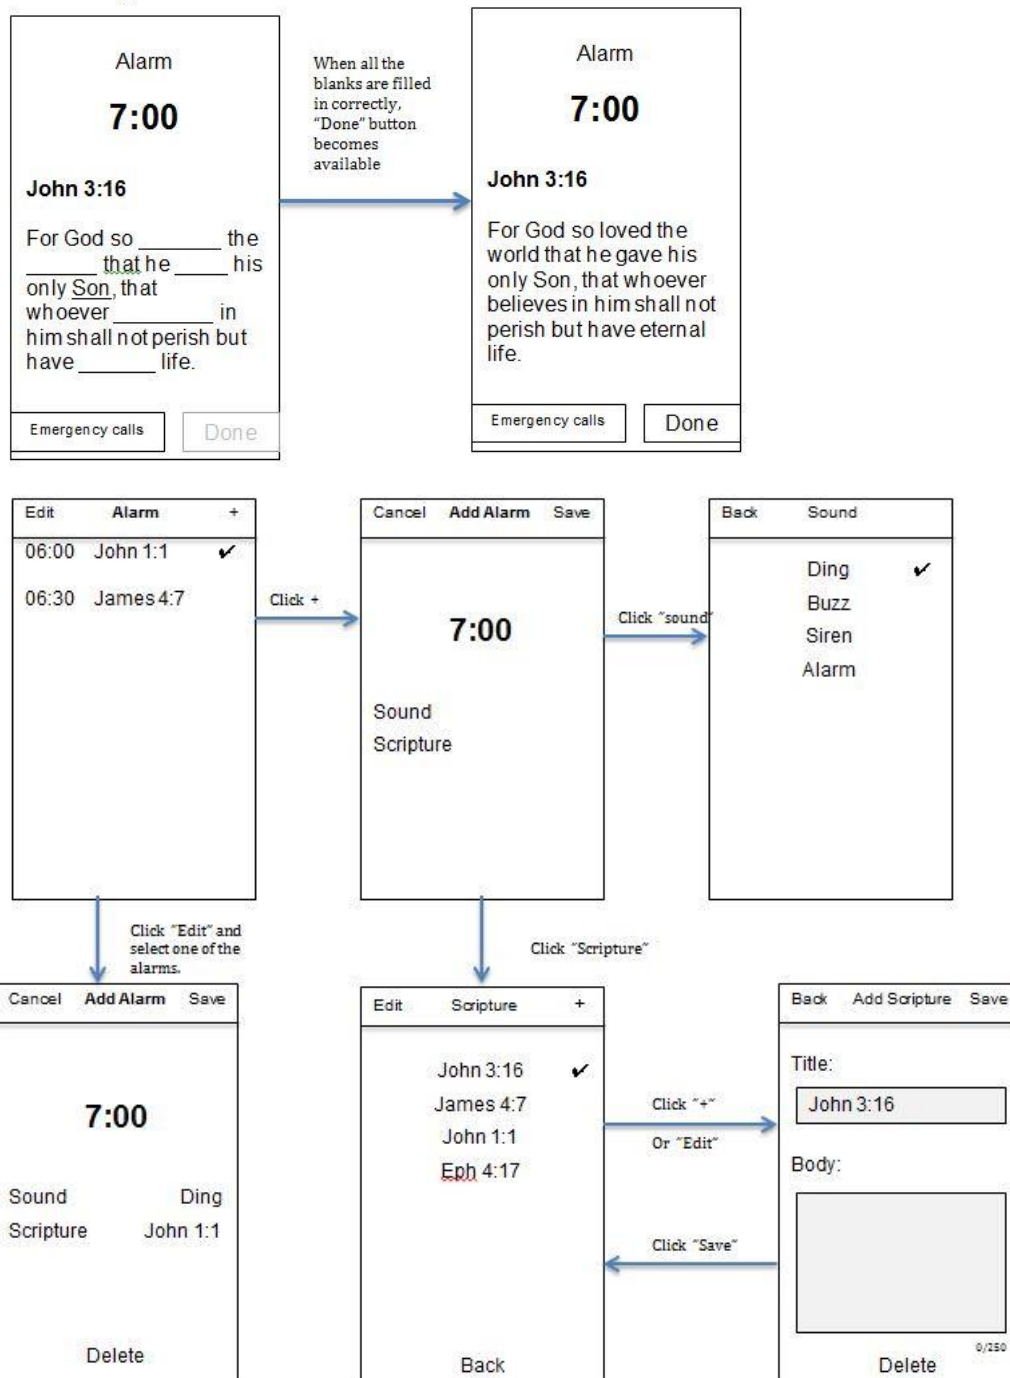 Alarm
7:00
John 3:16
For God so _______ the
______ that he _____ his
only Son, that
whoever _________ in
him shall not perish but
have _______ life.
Emergency calls
Done
When all the
blanks are filled
in correctly,
"Done" button
becomes
available
Alarm
7:00
John 3:16
For God so loved the
world that he gave his
only Son, that whoever
believes in him shall not
perish but have eternal
life.
Emergency calls
Done
Edit Alarm +
06:00 John 1:1 ✔
06:30 James 4:7
Click +
Cancel Add Alarm Save
7:00
Sound
Scripture
Click "sound"
Back Sound
Ding ✔
Buzz
Siren
Alarm
Click "Edit" and
select one of the
alarms.
Click "Scripture"
Cancel Add Alarm Save
7:00
Sound Ding
Scripture John 1:1
Delete
Edit Scripture +
John 3:16 ✔
James 4:7
John 1:1
Eph 4:17
Back
Click "+"
Or "Edit"
Click "Save"
Back Add Scripture Save
Title:
John 3:16
Body:
0/250
Delete